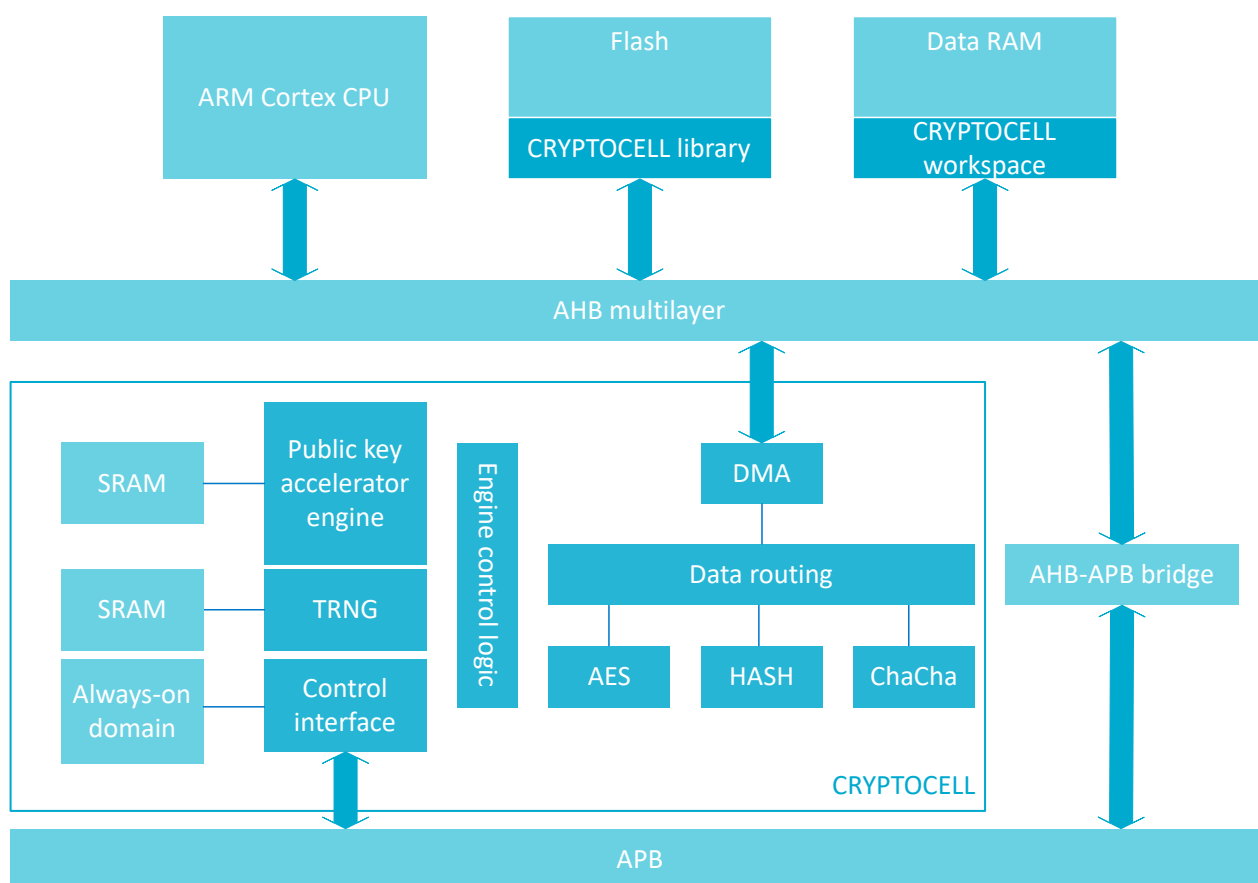 ARM Cortex CPU
Flash
CRYPTOCELL library
Data RAM
CRYPTOCELL
workspace
AHB multilayer
SRAM
Public key
accelerator
engine
SRAM
TRNG
Always-on
domain
Control
interface
Engine control logic
DMA
Data routing
AES
HASH
ChaCha
CRYPTOCELL
AHB-APB bridge
APB